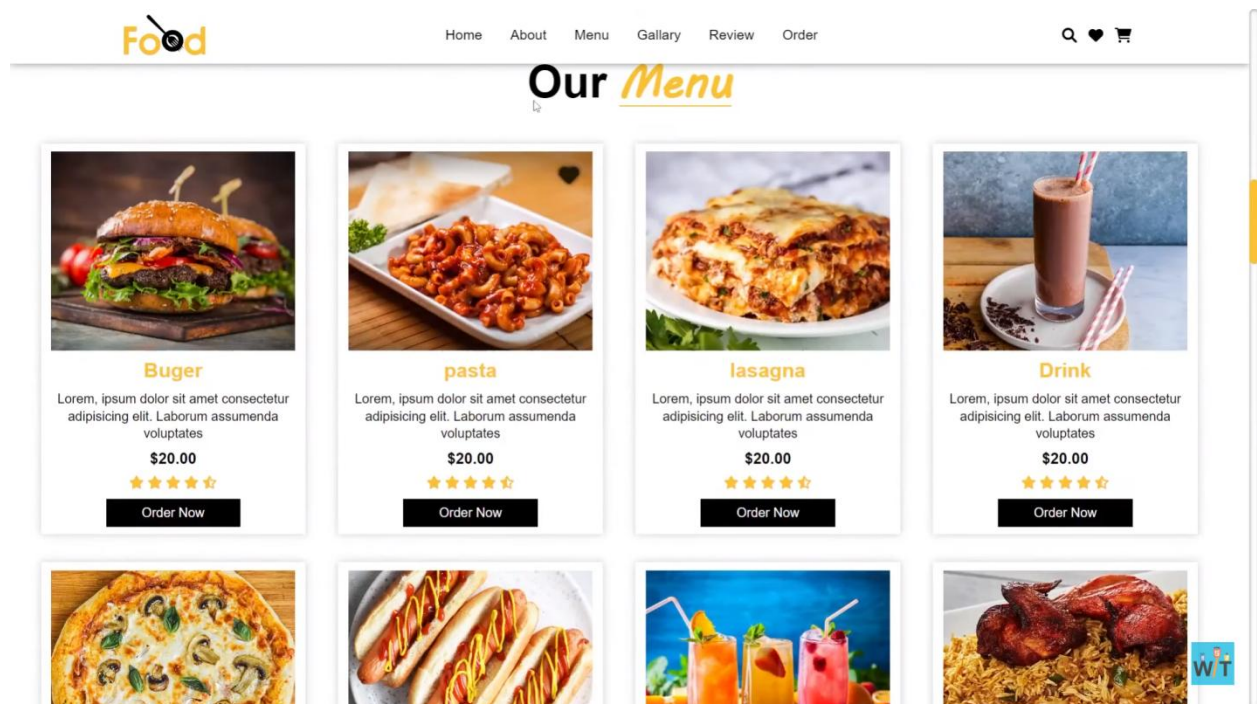 Food
Home About Menu Gallary Review Order
Our Menu
Buger
Lorem, ipsum dolor sit amet consectetur
adipisicing elit. Laborum assumenda
voluptates
$20.00
Order Now
pasta
Lorem, ipsum dolor sit amet consectetur
adipisicing elit. Laborum assumenda
voluptates
$20.00
Order Now
lasagna
Lorem, ipsum dolor sit amet consectetur
adipisicing elit. Laborum assumenda
voluptates
$20.00
Order Now
Drink
Lorem, ipsum dolor sit amet consectetur
adipisicing elit. Laborum assumenda
voluptates
$20.00
Order Now
WIT